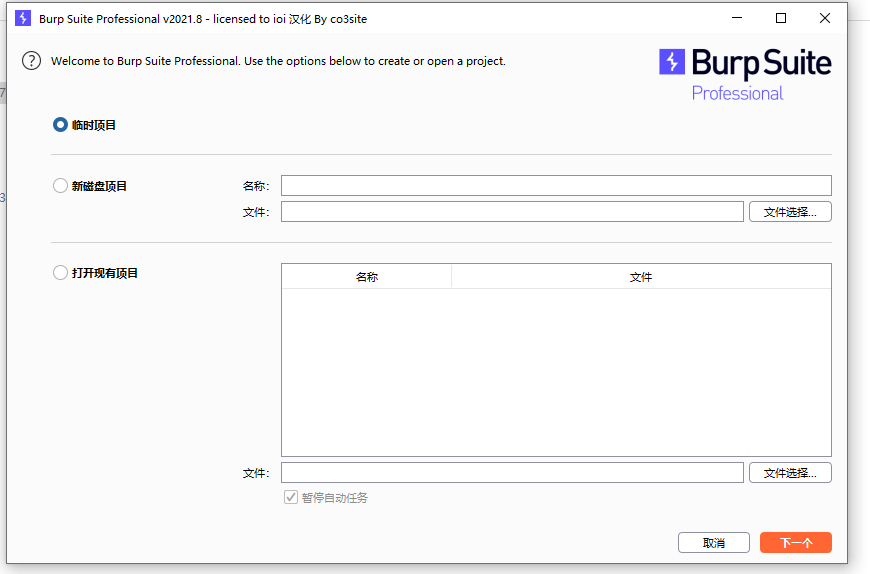 Burp Suite Professional v2021.8 - licensed to ioi 汉化 By co3site
? Welcome to Burp Suite Professional. Use the options below to create or open a project.
Burp Suite
Professional
临时项目
新磁盘项目 名称:
文件: 文件选择...
打开现有项目 名称 文件
文件: 文件选择...
暂停自动任务
取消 下一个
7
3